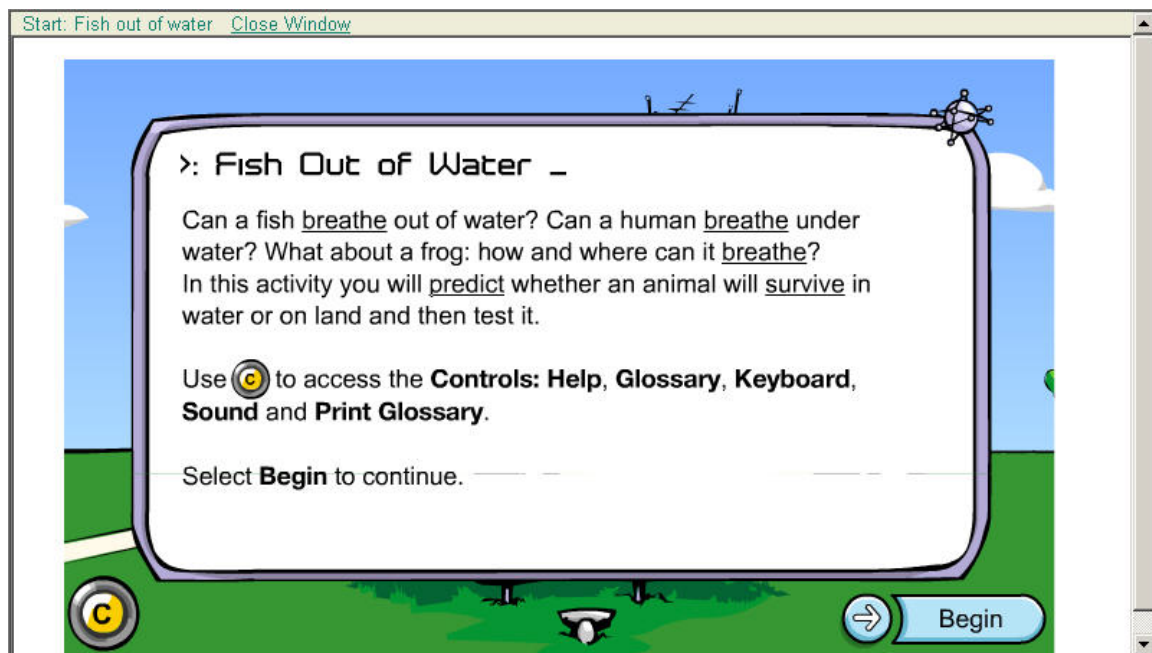 Start: Fish out of water Close Window
>: Fish Out of Water _
Can a fish breathe out of water? Can a human breathe under
water? What about a frog: how and where can it breathe?
In this activity you will predict whether an animal will survive in
water or on land and then test it.
Use C to access the Controls: Help, Glossary, Keyboard,
Sound and Print Glossary.
Select Begin to continue.
C
Begin